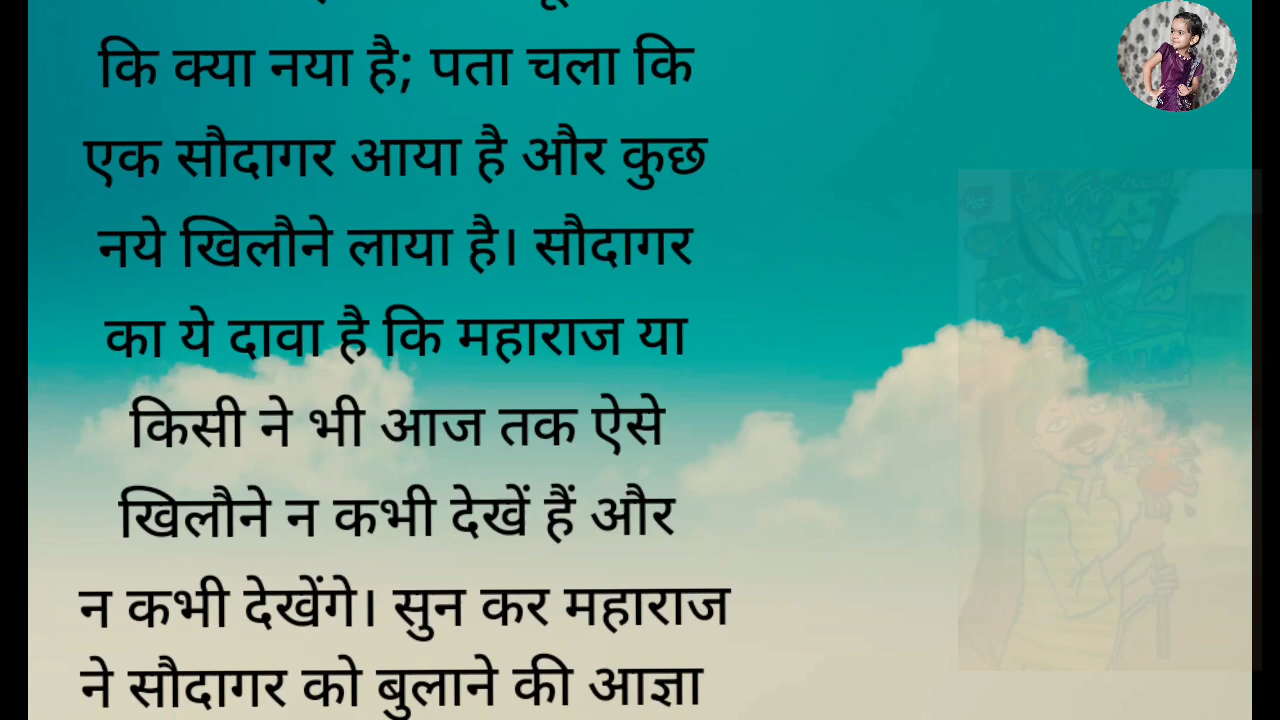 कि क्या नया है; पता चला कि
एक सौदागर आया है और कुछ
नये खिलौने लाया है। सौदागर
का ये दावा है कि महाराज या
किसी ने भी आज तक ऐसे
खिलौने न कभी देखें हैं और
न कभी देखेंगे। सुन कर महाराज
ने सौदागर को बुलाने की आज्ञा